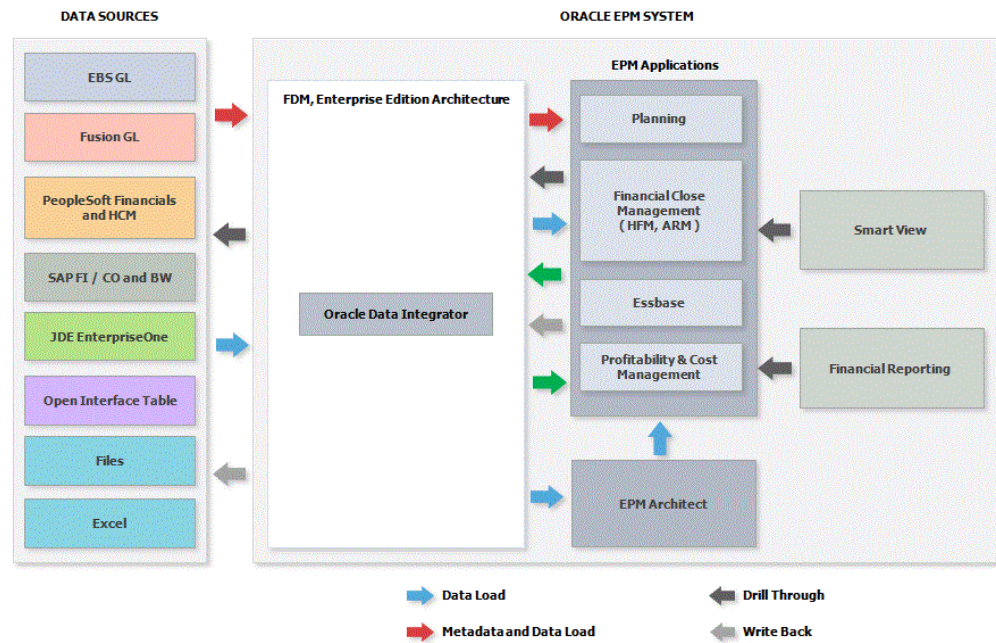 DATA SOURCES
ORACLE EPM SYSTEM
EBS GL
Fusion GL
PeopleSoft Financials
and HCM
SAP FI / CO and BW
JDE EnterpriseOne
Open Interface Table
Files
Excel
FDM, Enterprise Edition Architecture
Oracle Data Integrator
EPM Applications
Planning
Financial Close
Management
( HFM, ARM )
Essbase
Profitability & Cost
Management
EPM Architect
Smart View
Financial Reporting
Data Load
Drill Through
Metadata and Data Load
Write Back